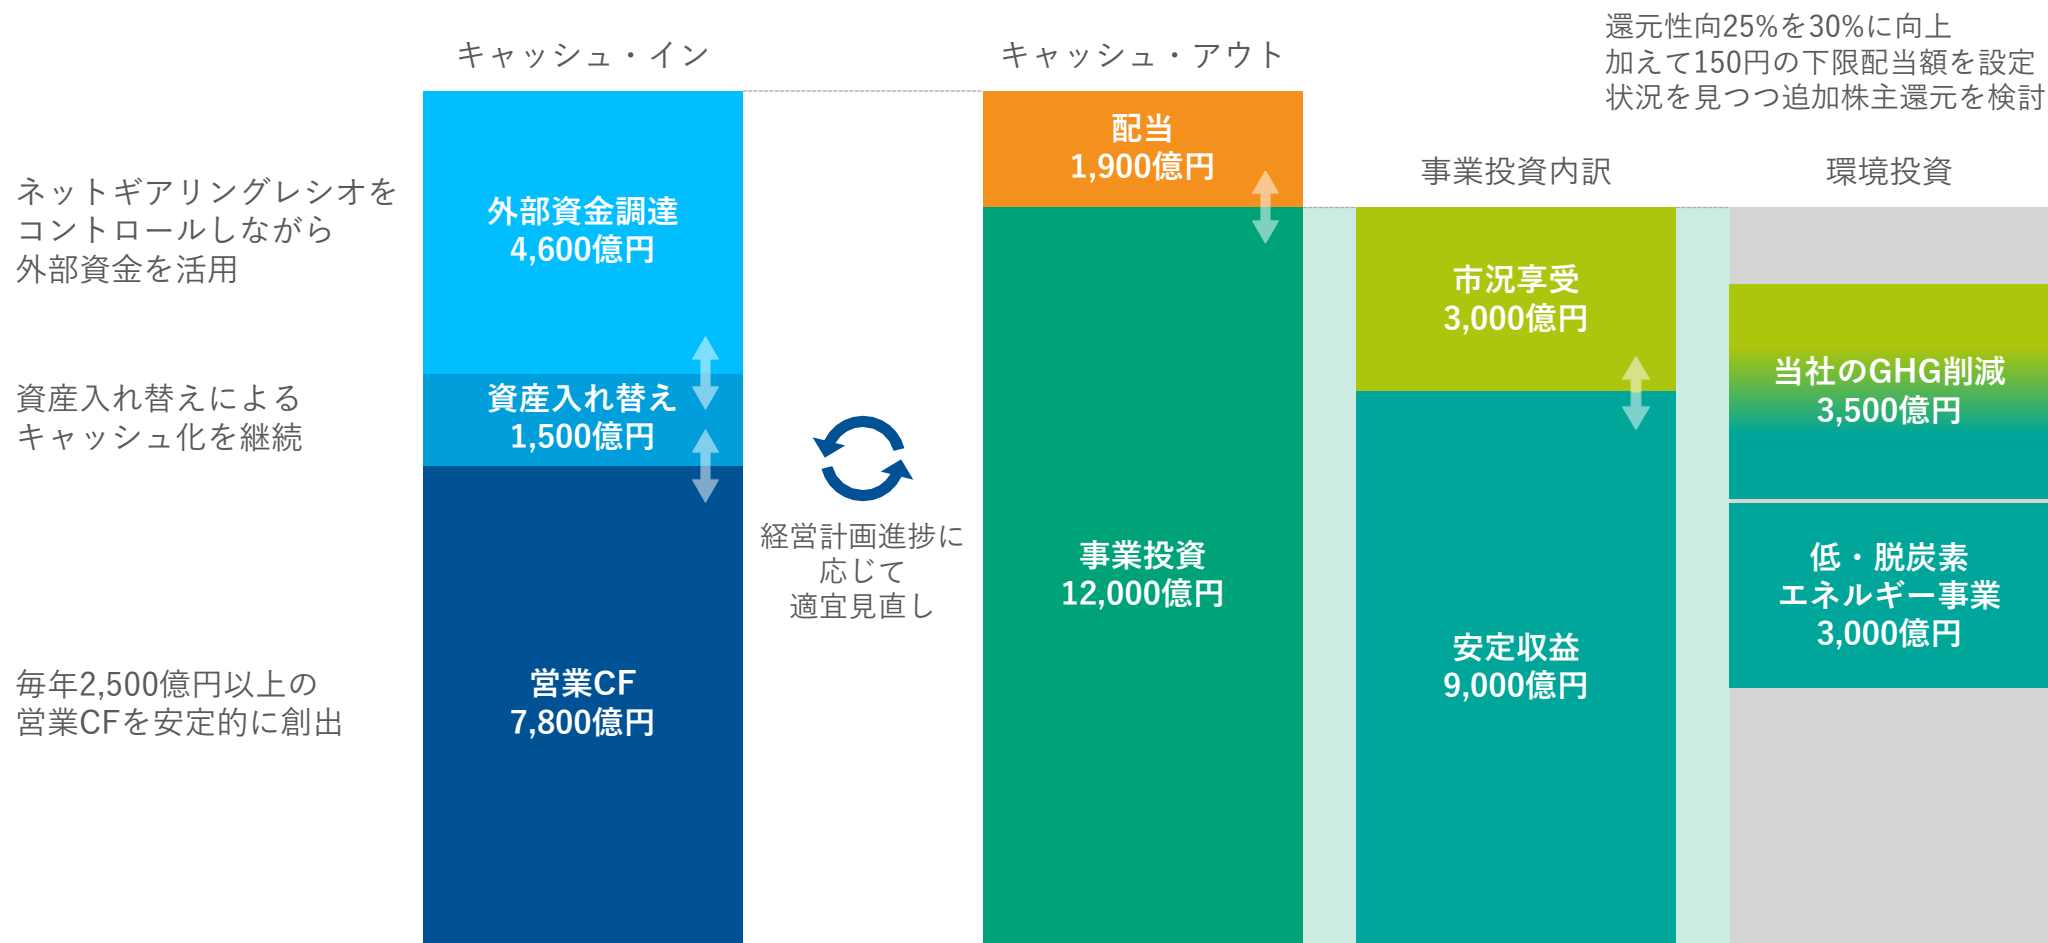 還元性向25%を30%に向上
加えて150円の下限配当額を設定
状況を見つつ追加株主還元を検討
キャッシュ・イン
キャッシュ・アウト
事業投資内訳
環境投資
ネットギアリングレシオを
コントロールしながら
外部資金を活用
資産入れ替えによる
キャッシュ化を継続
毎年2,500億円以上の
営業CFを安定的に創出
外部資金調達
4,600億円
資産入れ替え
1,500億円
営業CF
7,800億円
経営計画進捗に
応じて
適宜見直し
配当
1,900億円
事業投資
12,000億円
市況享受
3,000億円
安定収益
9,000億円
当社のGHG削減
3,500億円
低・脱炭素
エネルギー事業
3,000億円